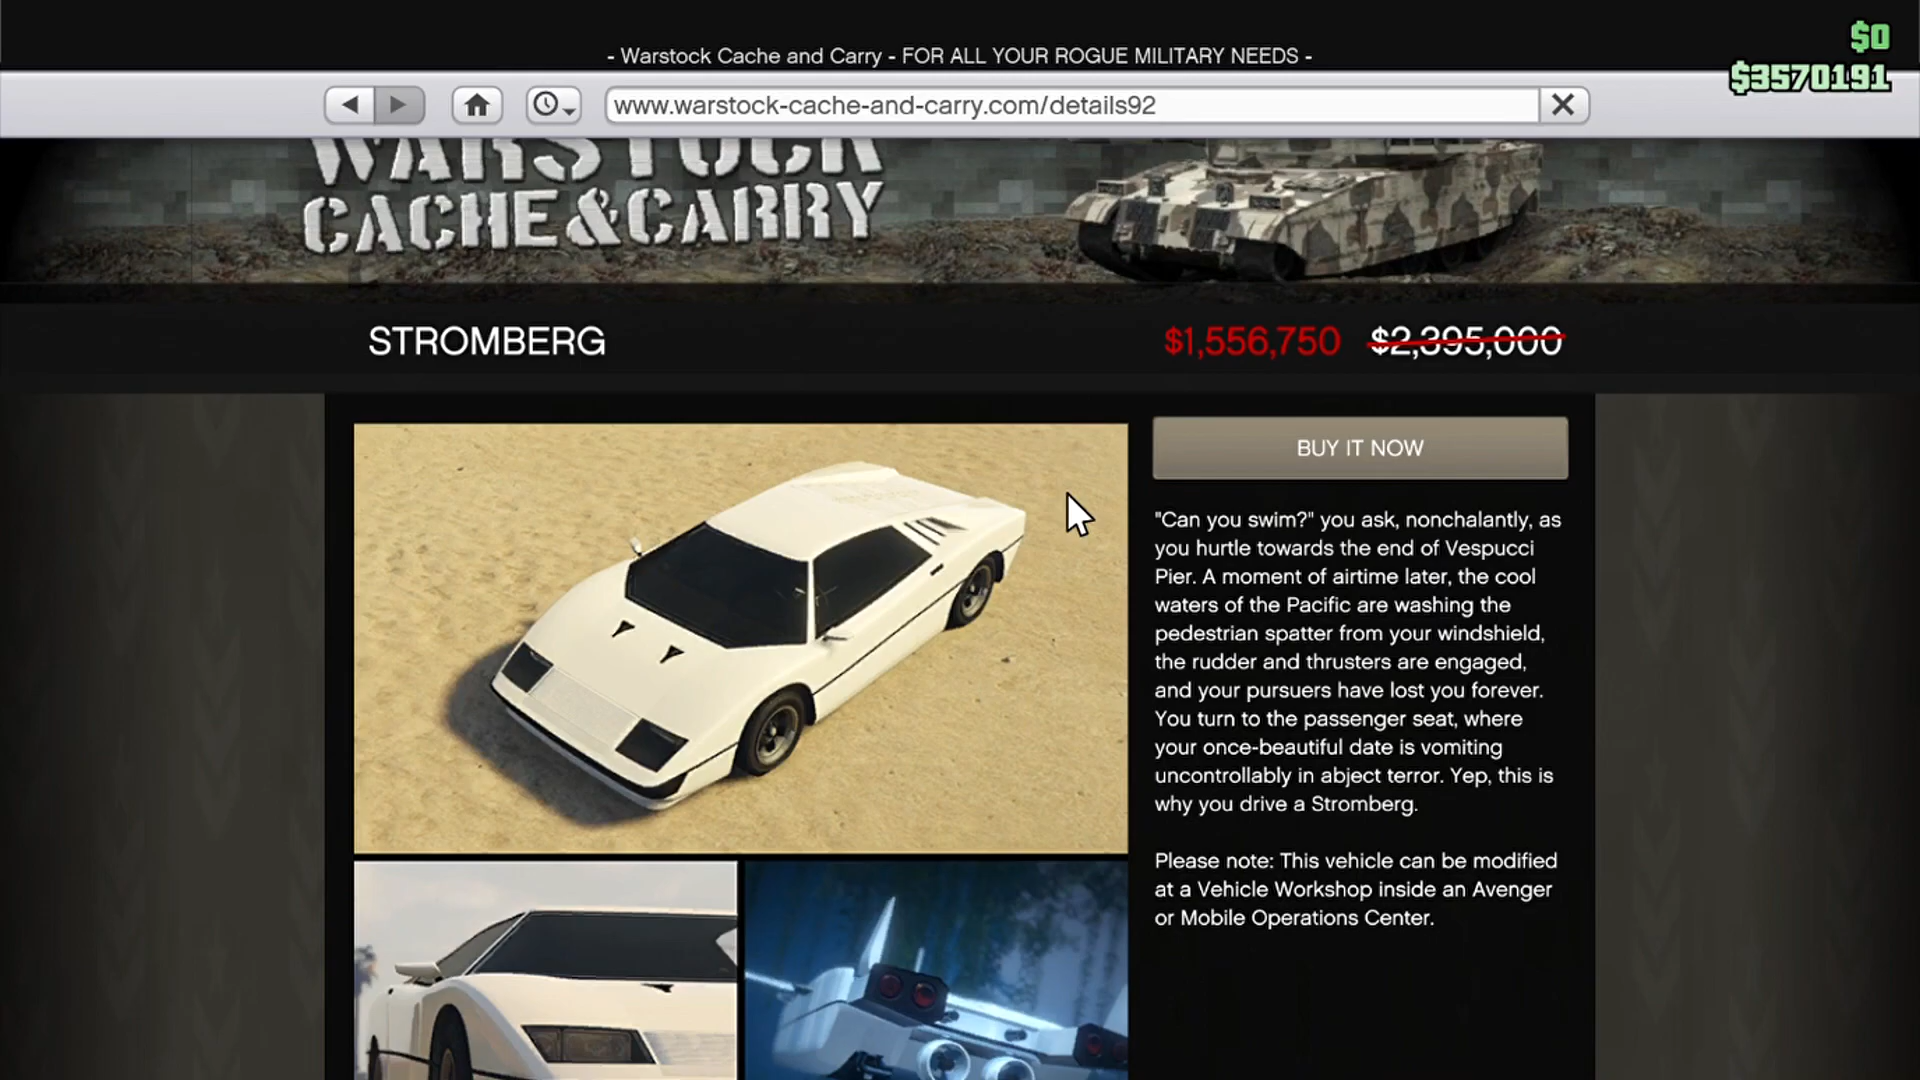 $0
- Warstock Cache and Carry - FOR ALL YOUR ROGUE MILITARY NEEDS -
$3570191
www.warstock-cache-and-carry.com/details92
WARSTOCK
CACHE&CARRY
STROMBERG
$1,556,750 $2,395,000
BUY IT NOW
"Can you swim?" you ask, nonchalantly, as
you hurtle towards the end of Vespucci
Pier. A moment of airtime later, the cool
waters of the Pacific are washing the
pedestrian spatter from your windshield,
the rudder and thrusters are engaged,
and your pursuers have lost you forever.
You turn to the passenger seat, where
your once-beautiful date is vomiting
uncontrollably in abject terror. Yep, this is
why you drive a Stromberg.
Please note: This vehicle can be modified
at a Vehicle Workshop inside an Avenger
or Mobile Operations Center.